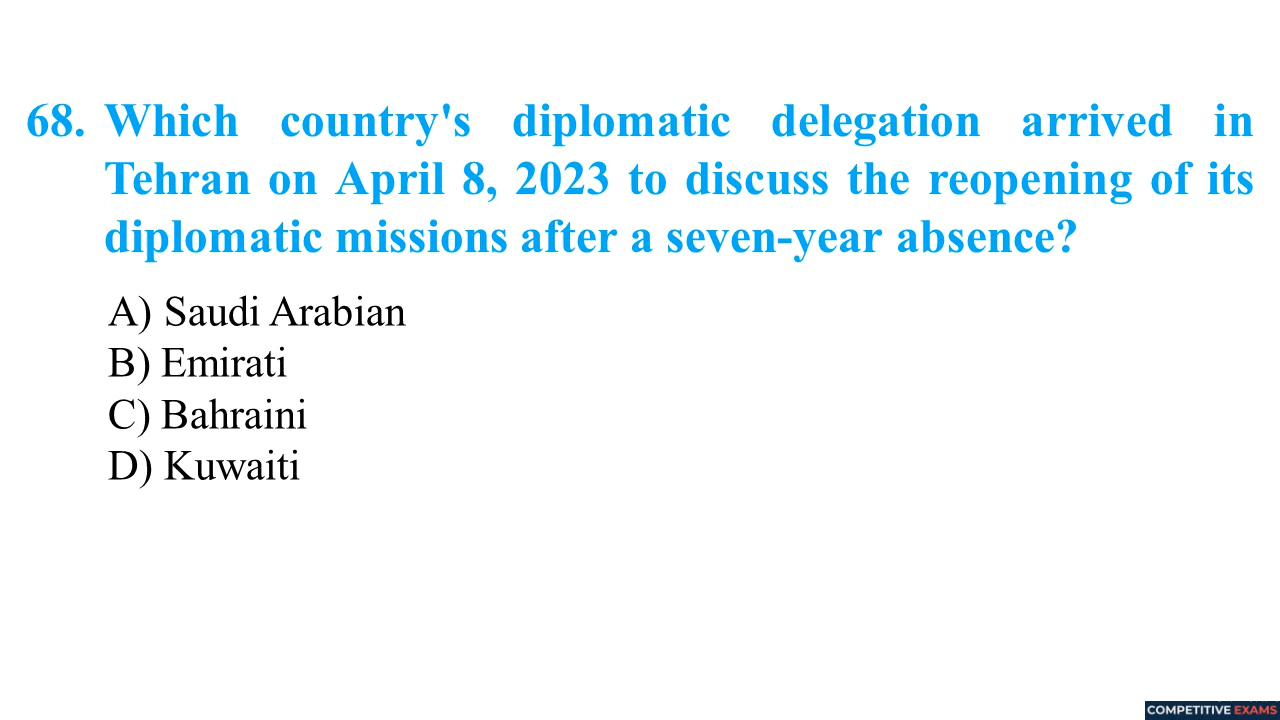 68. Which country's diplomatic delegation arrived in
Tehran on April 8, 2023 to discuss the reopening of its
diplomatic missions after a seven-year absence?
A) Saudi Arabian
B) Emirati
C) Bahraini
D) Kuwaiti
COMPETITIVE EXAMS